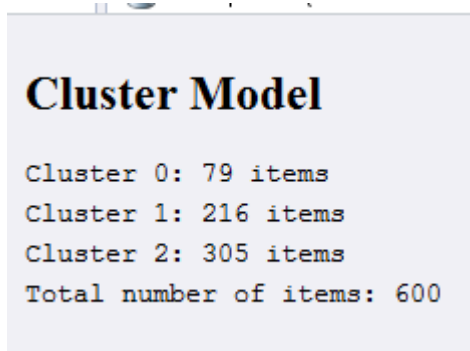 Cluster Model
Cluster 0: 79 items
Cluster 1: 216 items
Cluster 2: 305 items
Total number of items: 600